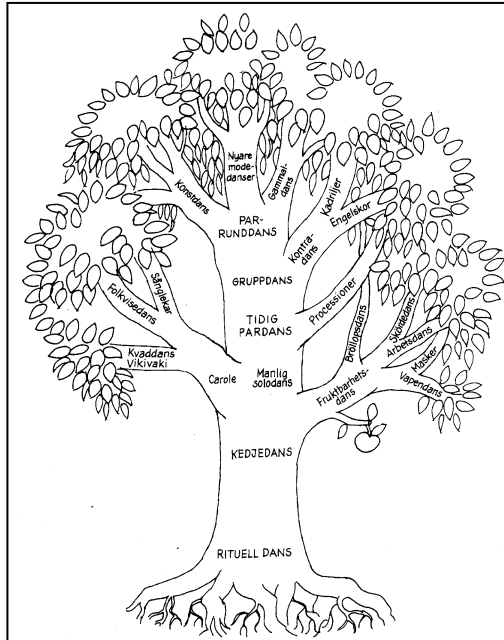 Nyare
mode-
danser
Gammal-
dans
Konstdans
Kadriljer
Engelskor
PAR-
RUNDDANS
Kontra-
dans
Sånglekar
GRUPPDANS
Folkvisedans
Processioner
TIDIG
PARDANS
Bröllopsdans
Skördedans
Arbetsdans
Masker
Vapendans
Kvaddans
Vikivaki
Carole
Manlig
solodans
Fruktbarhets-
dans
KEDJEDANS
RITUELL DANS